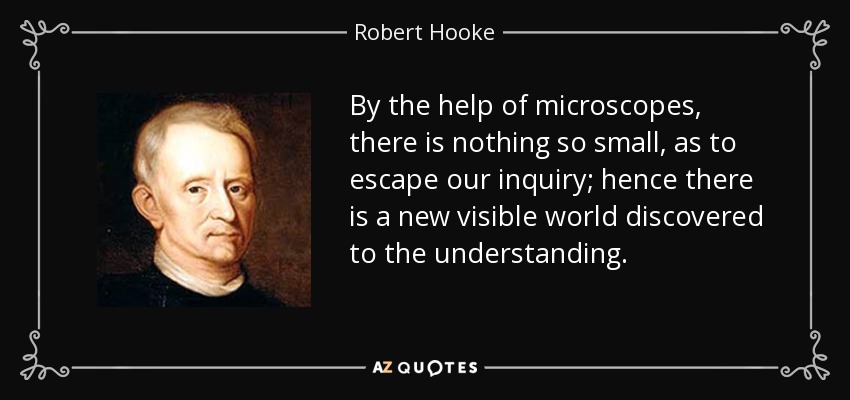 Robert Hooke
By the help of microscopes,
there is nothing so small, as to
escape our inquiry; hence there
is a new visible world discovered
to the understanding.
AZ QUOTES